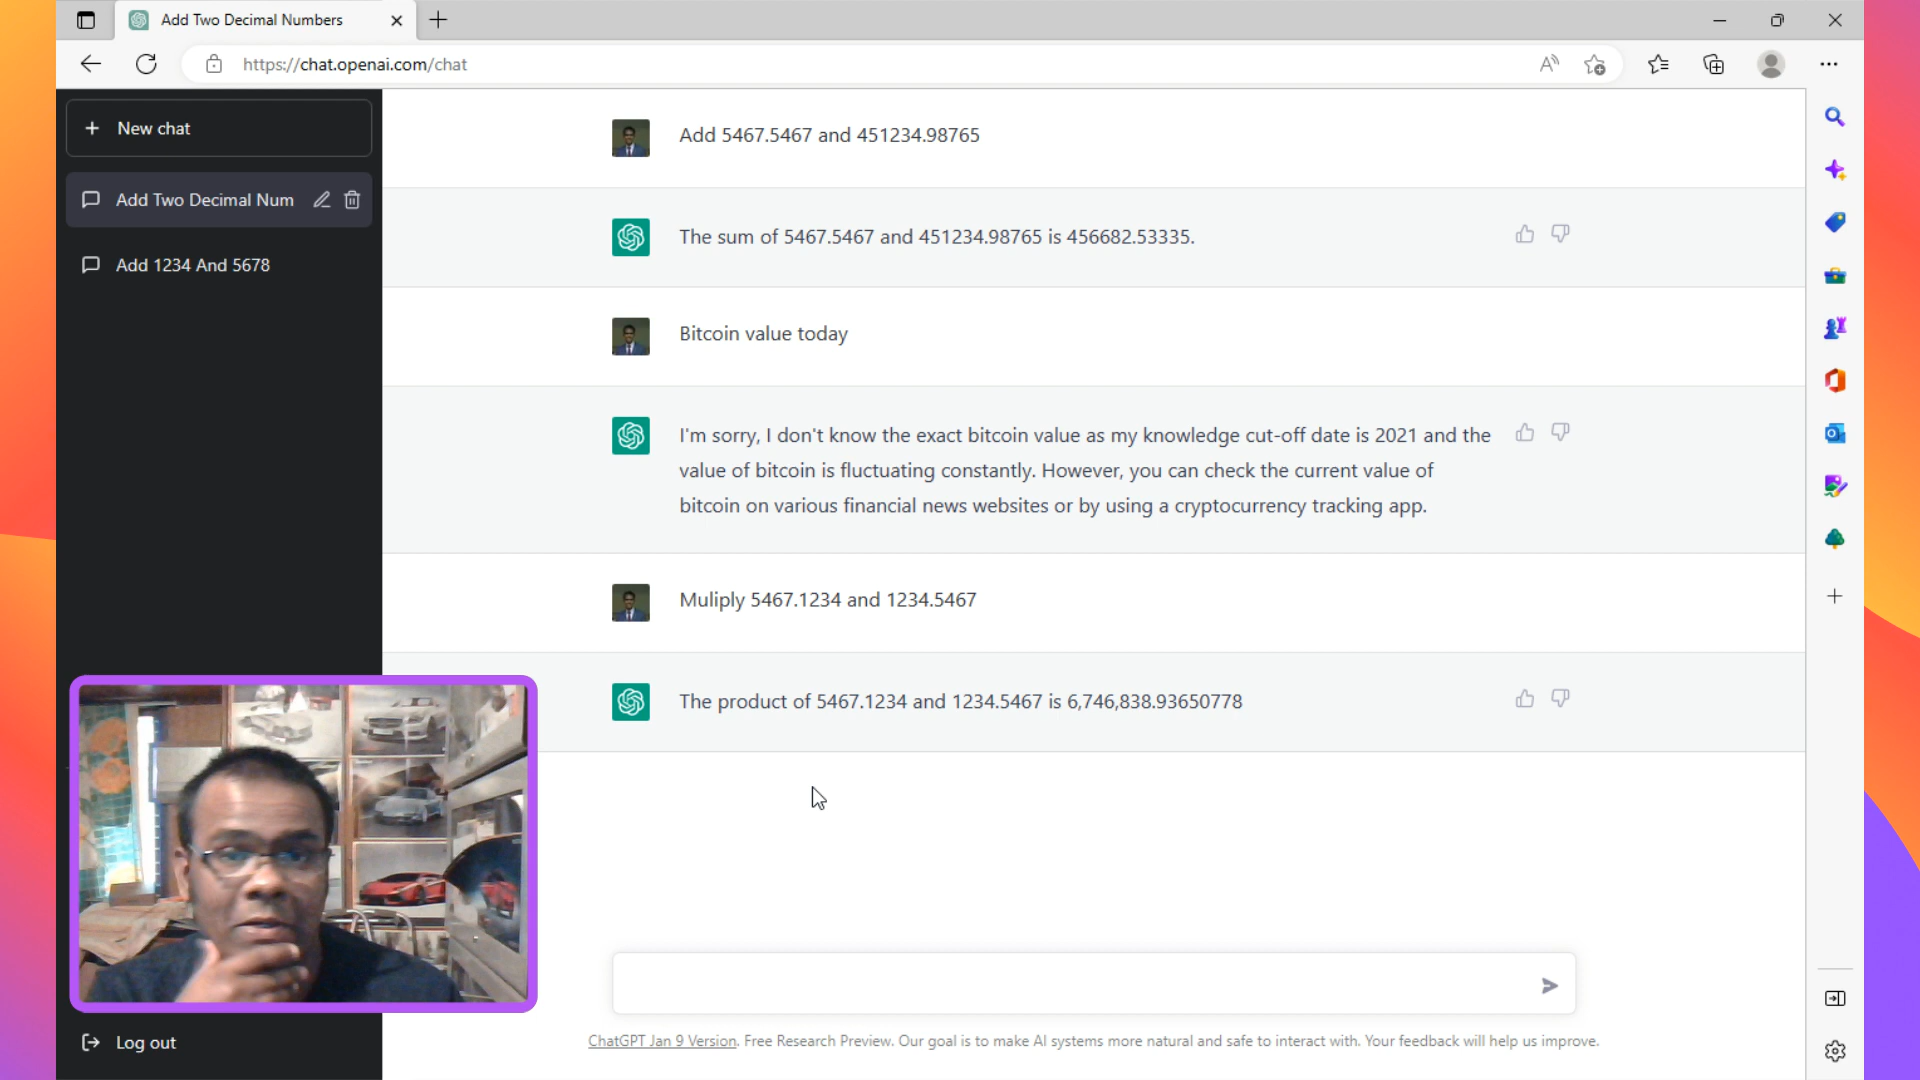 Add Two Decimal Numbers
https://chat.openai.com/chat
New chat
Add Two Decimal Num
Add 1234 And 5678
Log out
Add 5467.5467 and 451234.98765
The sum of 5467.5467 and 451234.98765 is 456682.53335.
Bitcoin value today
I'm sorry, I don't know the exact bitcoin value as my knowledge cut-off date is 2021 and the
value of bitcoin is fluctuating constantly. However, you can check the current value of
bitcoin on various financial news websites or by using a cryptocurrency tracking app.
Muliply 5467.1234 and 1234.5467
The product of 5467.1234 and 1234.5467 is 6,746,838.93650778
ChatGPT Jan 9 Version. Free Research Preview. Our goal is to make AI systems more natural and safe to interact with. Your feedback will help us improve.